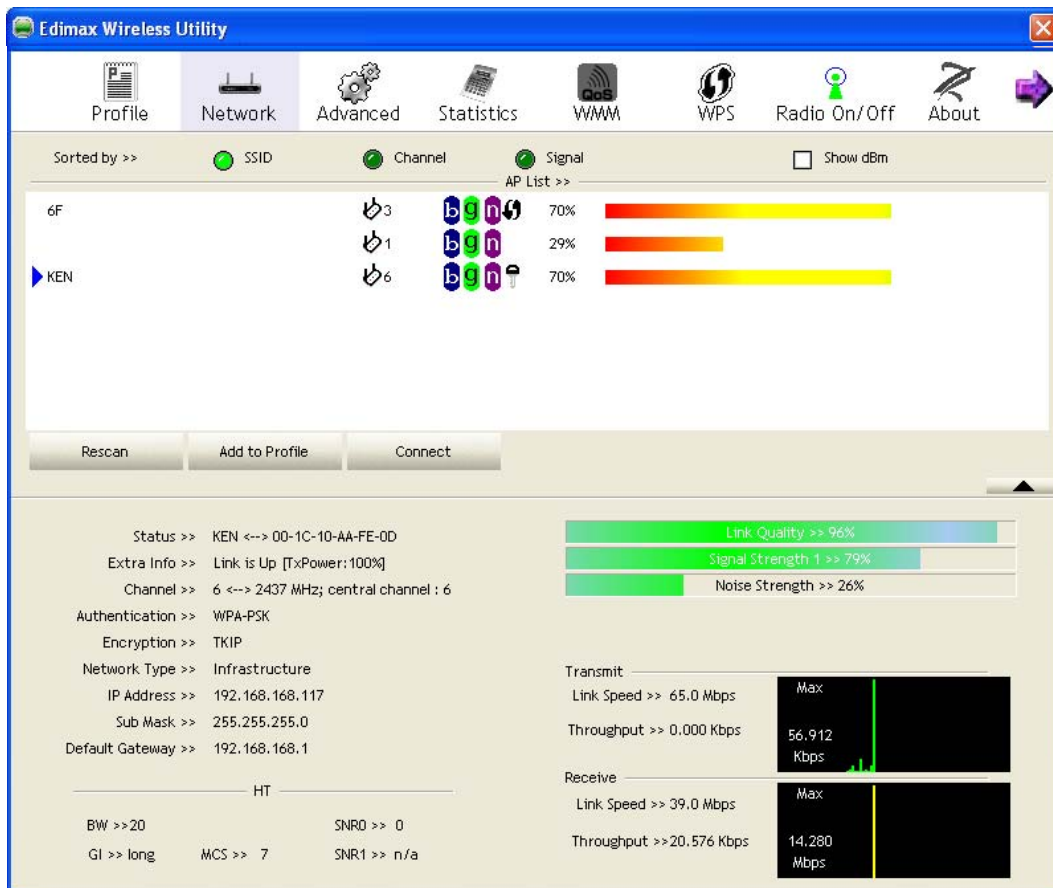 Edimax Wireless Utility
Profile Network Advanced Statistics WMM WPS Radio On/Off About
P
QoS
Sorted by >> SSID Channel Signal Show dBm
AP List >>
6F 3 b g n 70%
1 b g n 29%
KEN 6 b g n 70%
Rescan Add to Profile Connect
Status >> KEN <--> 00-1C-10-AA-FE-0D
Extra Info >> Link is Up [TxPower:100%]
Channel >> 6 <--> 2437 MHz; central channel : 6
Authentication >> WPA-PSK
Encryption >> TKIP
Network Type >> Infrastructure
IP Address >> 192.168.168.117
Sub Mask >> 255.255.255.0
Default Gateway >> 192.168.168.1
HT
BW >>20 SNR0 >> 0
GI >> long MCS >> 7 SNR1 >> n/a
Link Quality >> 96%
Signal Strength 1 >> 79%
Noise Strength >> 26%
Transmit
Link Speed >> 65.0 Mbps
Throughput >> 0.000 Kbps
Max
56.912
Kbps
Receive
Link Speed >> 39.0 Mbps
Throughput >>20.576 Kbps
Max
14.280
Mbps